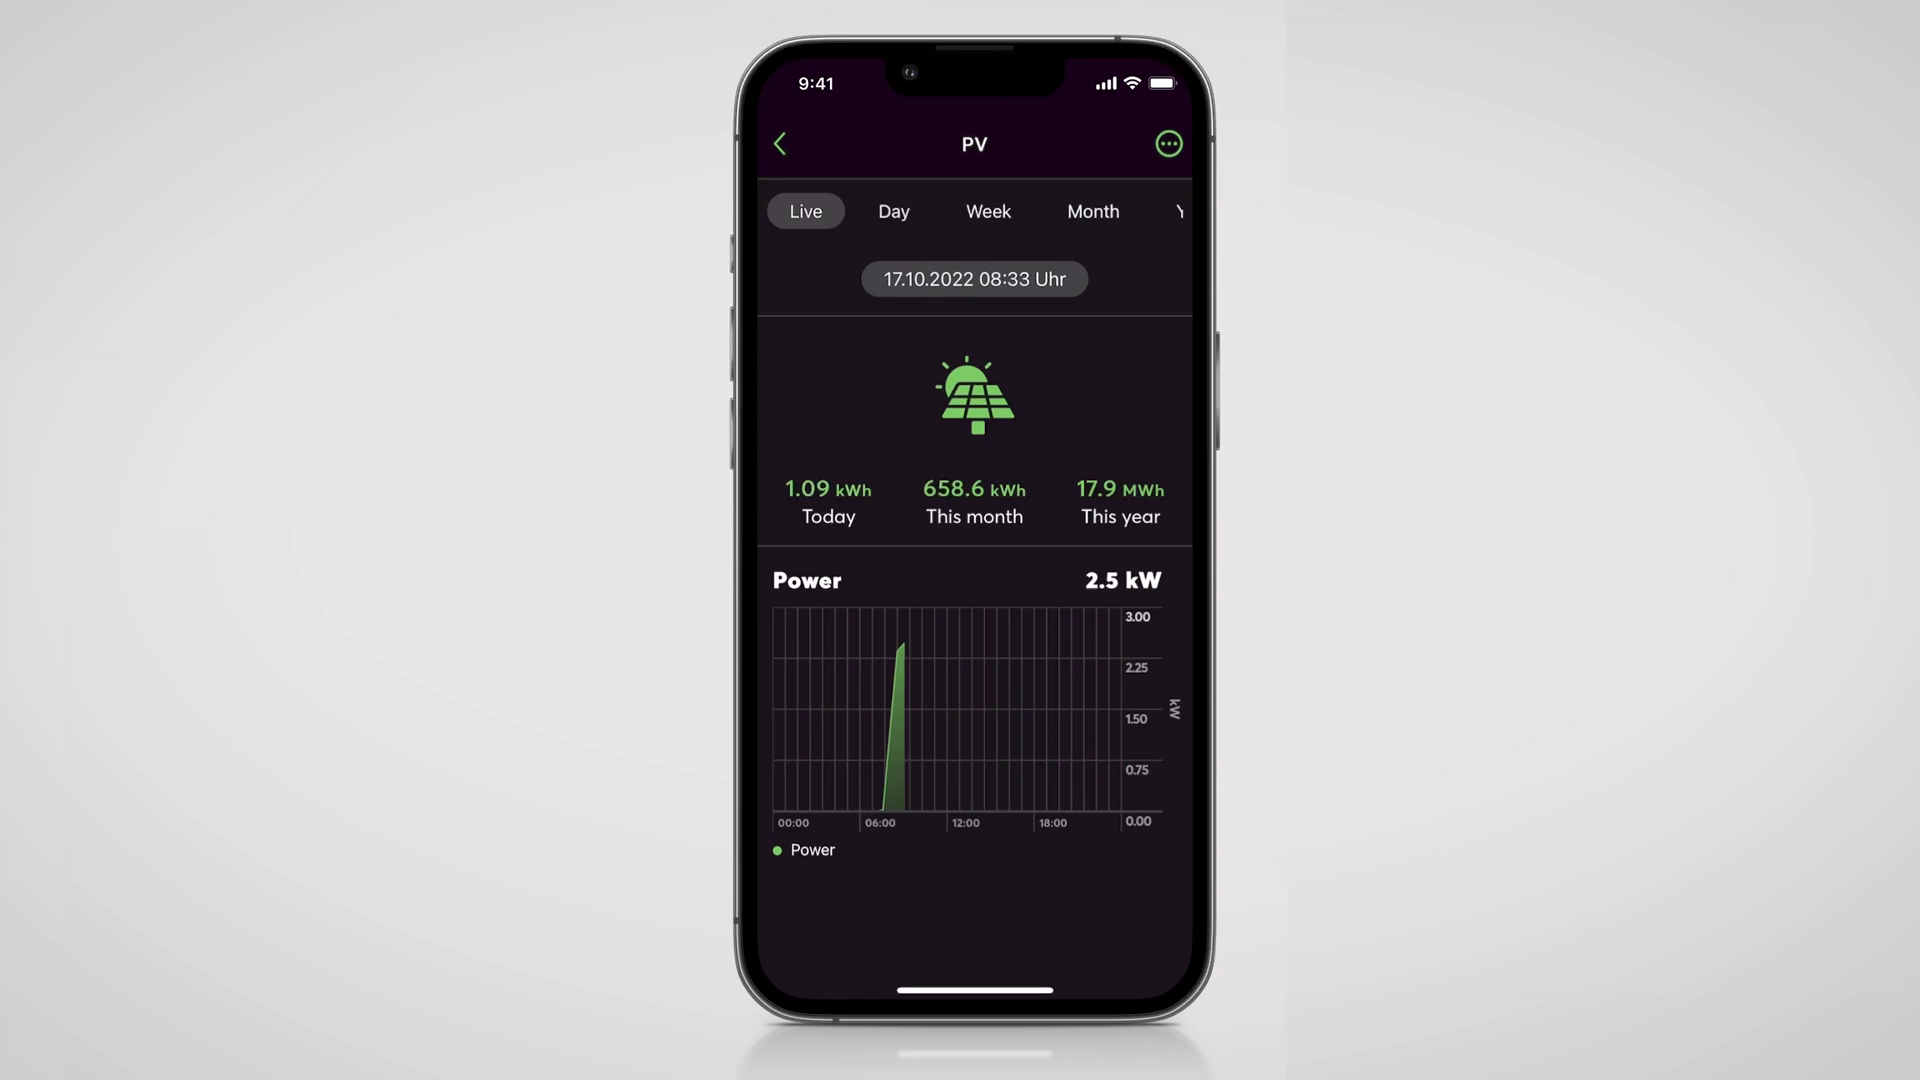 9:41
PV
Live Day Week Month Y
17.10.2022 08:33 Uhr
1.09 kWh 658.6 kWh 17.9 MWh
Today This month This year
Power 2.5 kW
3.00
2.25
1.50
0.75
0.00
kW
00:00 06:00 12:00 18:00
Power